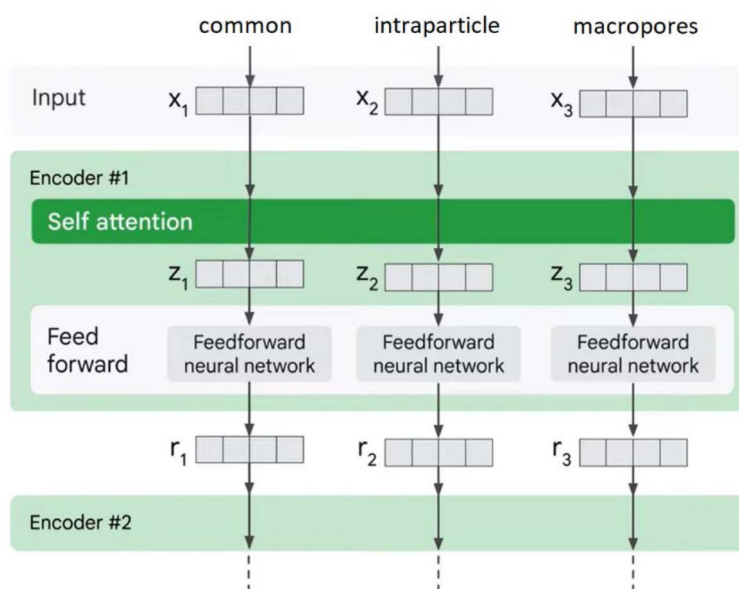 common intraparticle macropores
Input x1 x2 x3
Encoder #1
Self attention
z1 z2 z3
Feed Feedforward Feedforward Feedforward
forward neural network neural network neural network
r1 r2 r3
Encoder #2